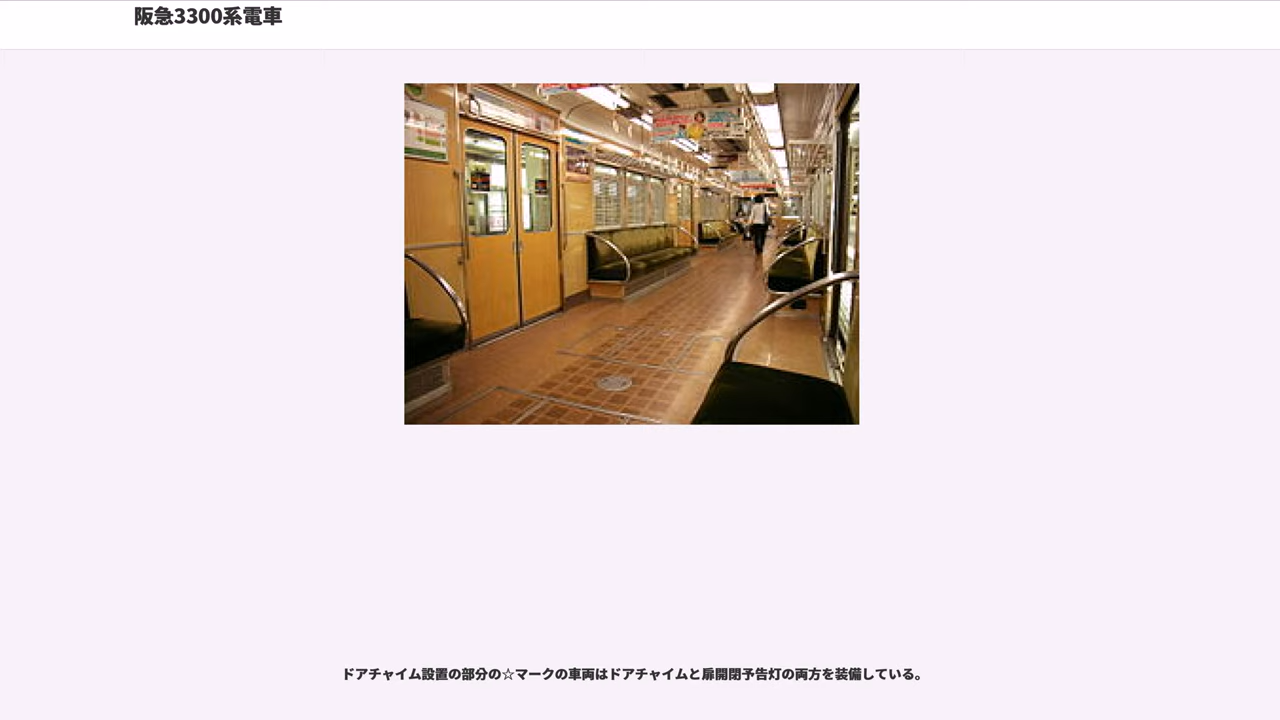 阪急3300系電車
ドアチャイム設置の部分の☆マークの車両はドアチャイムと扉開閉予告灯の両方を装備している。